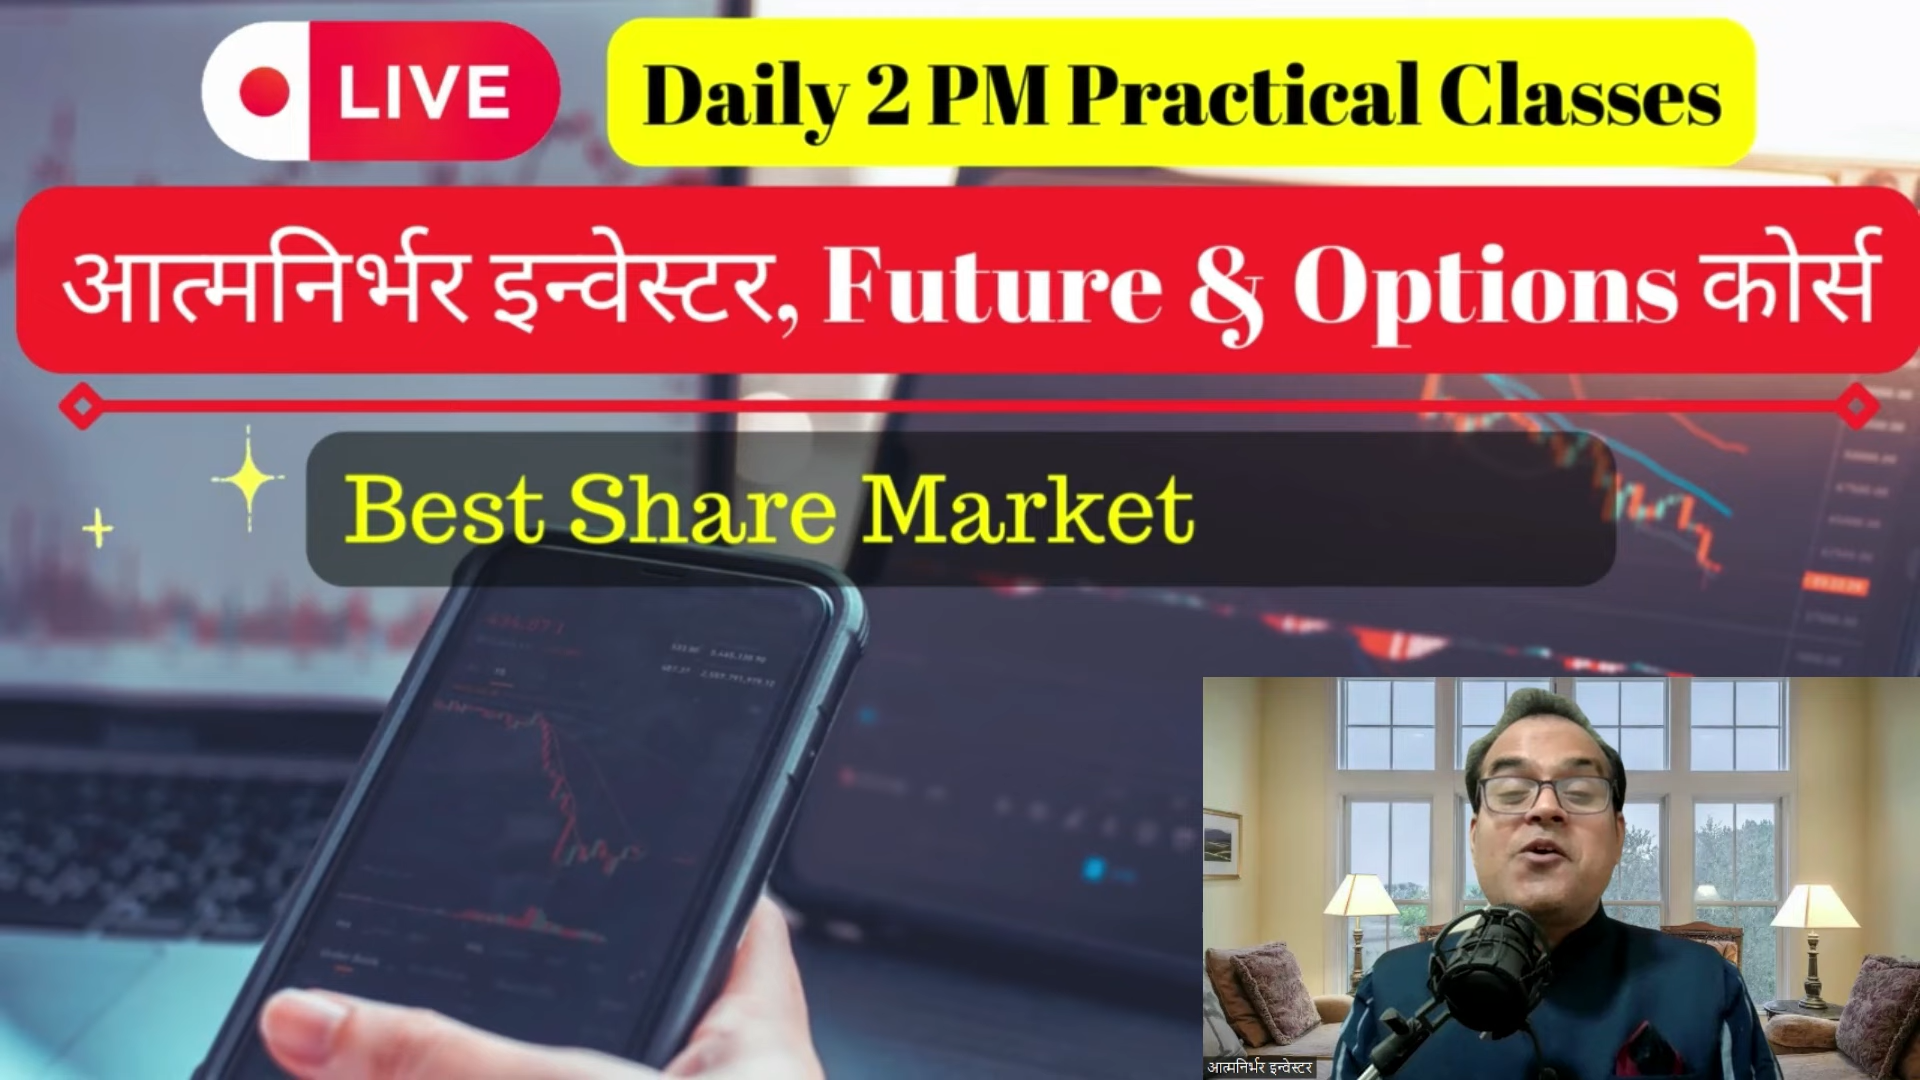 LIVE
Daily 2 PM Practical Classes
आत्मनिर्भर इन्वेस्टर, Future & Options कोर्स
Best Share Market
आत्मनिर्भर इन्वेस्टर